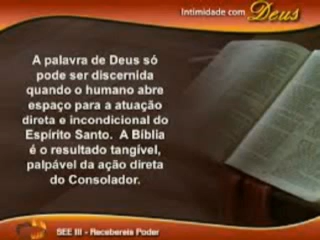 Intimidade com Deus
A palavra de Deus só
pode ser discernida
quando o humano abre
espaço para a atuação
direta e incondicional do
Espírito Santo. A Bíblia
é o resultado tangível,
palpável da ação direta
do Consolador.
SEE III - Recebereis Poder